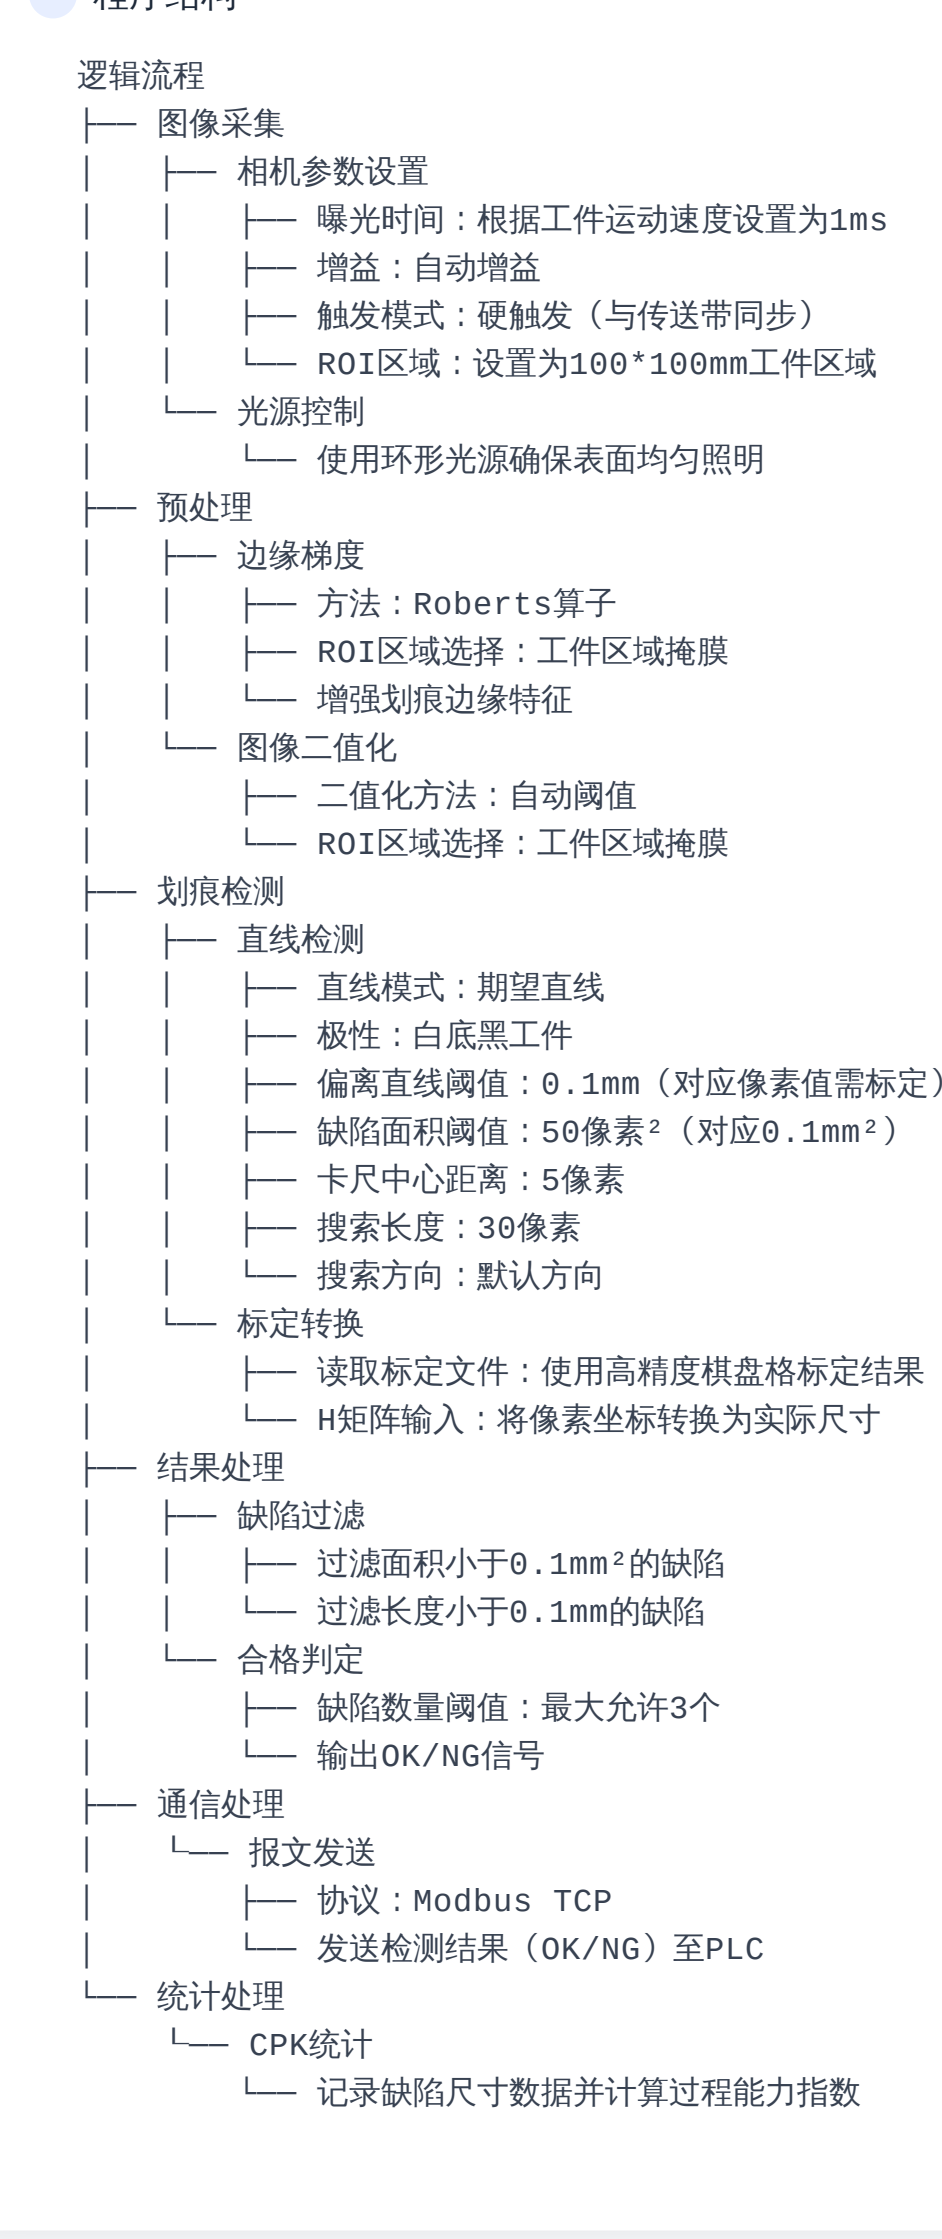 程序结构
逻辑流程
├── 图像采集
│   ├── 相机参数设置
│   │   ├── 曝光时间：根据工件运动速度设置为1ms
│   │   ├── 增益：自动增益
│   │   ├── 触发模式：硬触发（与传送带同步）
│   │   └── ROI区域：设置为100*100mm工件区域
│   └── 光源控制
│       └── 使用环形光源确保表面均匀照明
├── 预处理
│   ├── 边缘梯度
│   │   ├── 方法：Roberts算子
│   │   ├── ROI区域选择：工件区域掩膜
│   │   └── 增强划痕边缘特征
│   └── 图像二值化
│       ├── 二值化方法：自动阈值
│       └── ROI区域选择：工件区域掩膜
├── 划痕检测
│   ├── 直线检测
│   │   ├── 直线模式：期望直线
│   │   ├── 极性：白底黑工件
│   │   ├── 偏离直线阈值：0.1mm（对应像素值需标定）
│   │   ├── 缺陷面积阈值：50像素²（对应0.1mm²）
│   │   ├── 卡尺中心距离：5像素
│   │   ├── 搜索长度：30像素
│   │   └── 搜索方向：默认方向
│   └── 标定转换
│       ├── 读取标定文件：使用高精度棋盘格标定结果
│       └── H矩阵输入：将像素坐标转换为实际尺寸
├── 结果处理
│   ├── 缺陷过滤
│   │   ├── 过滤面积小于0.1mm²的缺陷
│   │   └── 过滤长度小于0.1mm的缺陷
│   └── 合格判定
│       ├── 缺陷数量阈值：最大允许3个
│       └── 输出OK/NG信号
├── 通信处理
│   └── 报文发送
│       ├── 协议：Modbus TCP
│       └── 发送检测结果（OK/NG）至PLC
└── 统计处理
    └── CPK统计
        └── 记录缺陷尺寸数据并计算过程能力指数